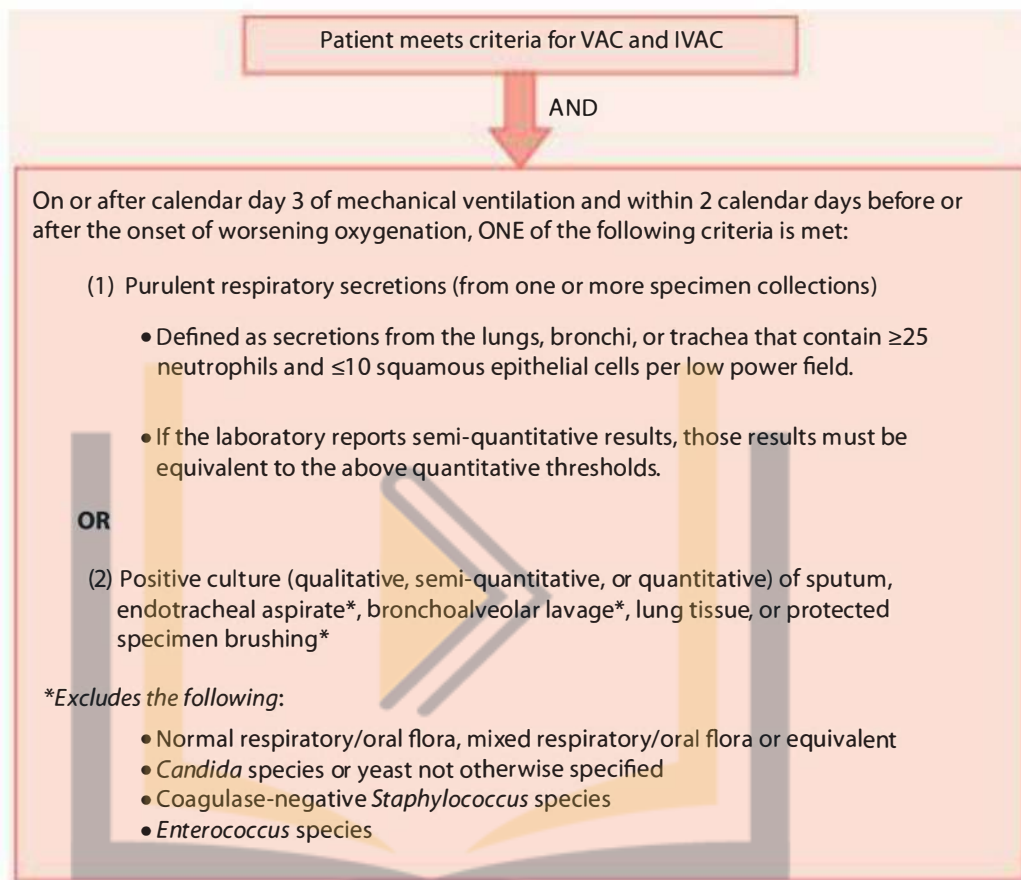 Patient meets criteria for VAC and IVAC
AND
On or after calendar day 3 of mechanical ventilation and within 2 calendar days before or
after the onset of worsening oxygenation, ONE of the following criteria is met:
(1) Purulent respiratory secretions (from one or more specimen collections)
• Defined as secretions from the lungs, bronchi, or trachea that contain ≥25
neutrophils and ≤10 squamous epithelial cells per low power field.
• If the laboratory reports semi-quantitative results, those results must be
equivalent to the above quantitative thresholds.
OR
(2) Positive culture (qualitative, semi-quantitative, or quantitative) of sputum,
endotracheal aspirate*, bronchoalveolar lavage*, lung tissue, or protected
specimen brushing*
*Excludes the following:
• Normal respiratory/oral flora, mixed respiratory/oral flora or equivalent
• Candida species or yeast not otherwise specified
• Coagulase-negative Staphylococcus species
• Enterococcus species